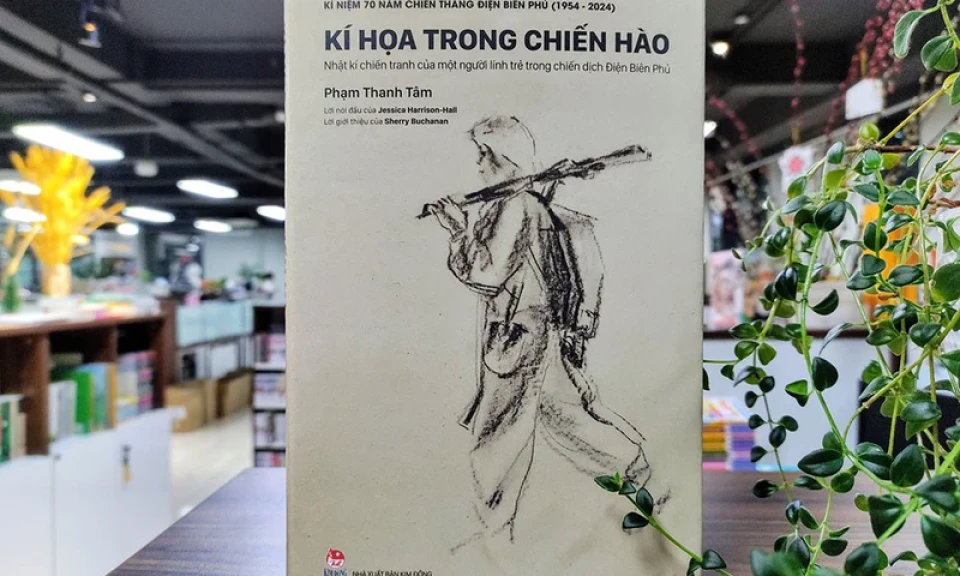 KỈ NIỆM 70 NĂM CHIẾN THẮNG ĐIỆN BIÊN PHỦ (1954 - 2024)
KÍ HỌA TRONG CHIẾN HÀO
Nhật kí chiến tranh của một người lính trẻ trong chiến dịch Điện Biên Phủ
Phạm Thanh Tâm
Lời nói đầu của Jessica Harrison-Hall
Lời giới thiệu của Sherry Buchanan
NHÀ XUẤT BẢN KIM ĐỒNG